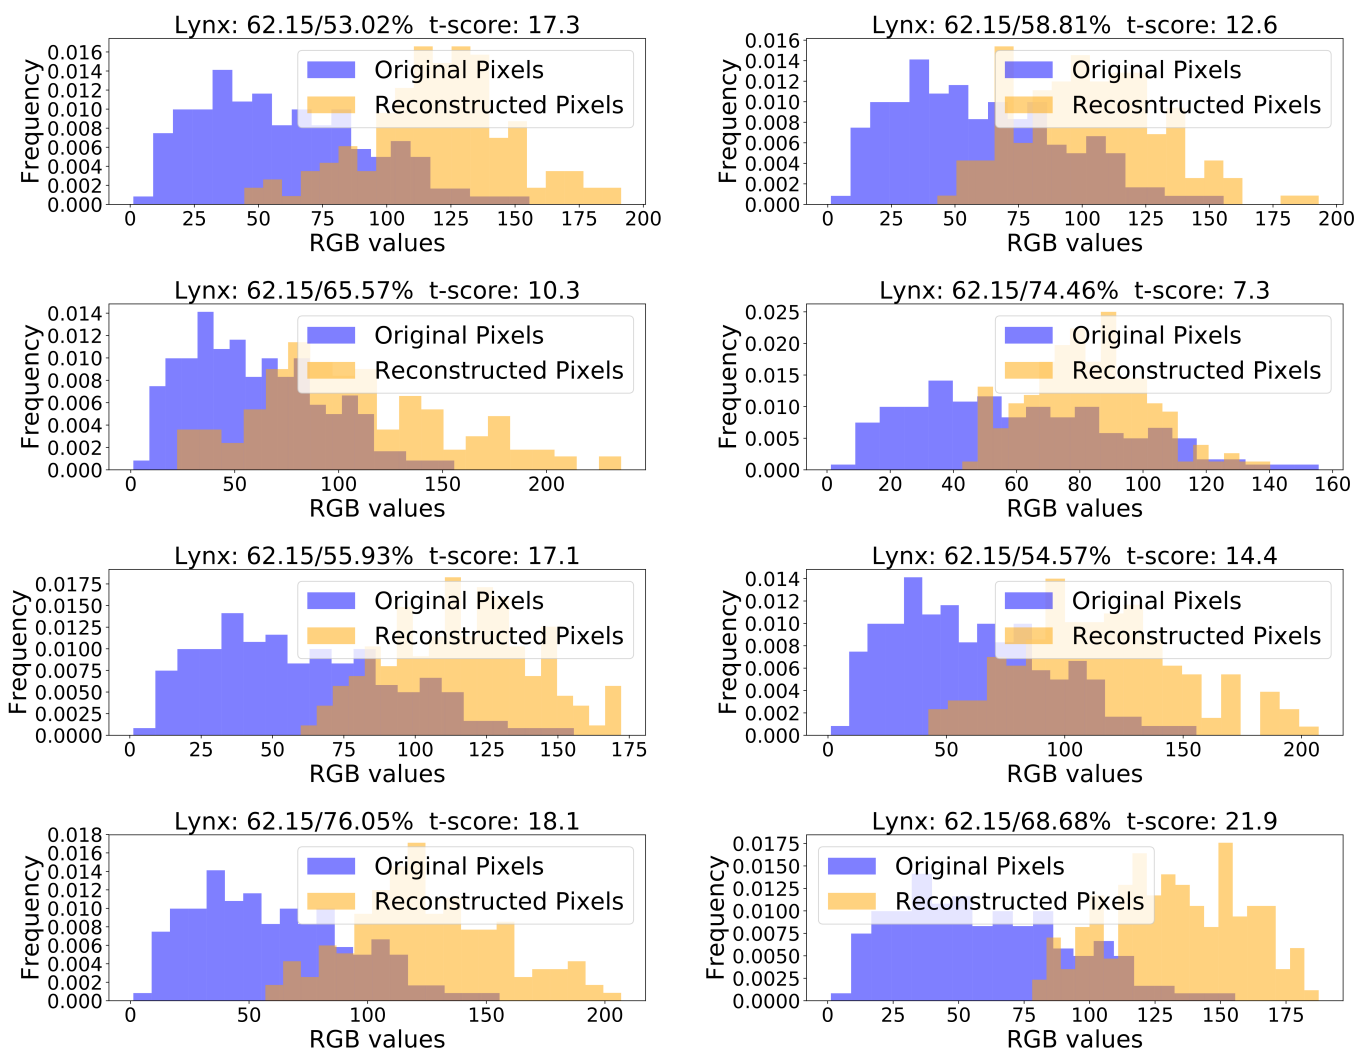 Lynx: 62.15/53.02%  t-score: 17.3
Frequency
0.016
0.014
0.012
0.010
0.008
0.006
0.004
0.002
0.000
Original Pixels
Reconstructed Pixels
0 25 50 75 100 125 150 175 200
RGB values
Lynx: 62.15/58.81%  t-score: 12.6
Frequency
0.016
0.014
0.012
0.010
0.008
0.006
0.004
0.002
0.000
Original Pixels
Recosntructed Pixels
0 25 50 75 100 125 150 175 200
RGB values
Lynx: 62.15/65.57%  t-score: 10.3
Frequency
0.014
0.012
0.010
0.008
0.006
0.004
0.002
0.000
Original Pixels
Reconstructed Pixels
0 50 100 150 200
RGB values
Lynx: 62.15/74.46%  t-score: 7.3
Frequency
0.025
0.020
0.015
0.010
0.005
0.000
Original Pixels
Reconstructed Pixels
0 20 40 60 80 100 120 140 160
RGB values
Lynx: 62.15/55.93%  t-score: 17.1
Frequency
0.0175
0.0150
0.0125
0.0100
0.0075
0.0050
0.0025
0.0000
Original Pixels
Reconstructed Pixels
0 25 50 75 100 125 150 175
RGB values
Lynx: 62.15/54.57%  t-score: 14.4
Frequency
0.014
0.012
0.010
0.008
0.006
0.004
0.002
0.000
Original Pixels
Reconstructed Pixels
0 50 100 150 200
RGB values
Lynx: 62.15/76.05%  t-score: 18.1
Frequency
0.018
0.016
0.014
0.012
0.010
0.008
0.006
0.004
0.002
0.000
Original Pixels
Reconstructed Pixels
0 50 100 150 200
RGB values
Lynx: 62.15/68.68%  t-score: 21.9
Frequency
0.0175
0.0150
0.0125
0.0100
0.0075
0.0050
0.0025
0.0000
Original Pixels
Reconstructed Pixels
0 25 50 75 100 125 150 175
RGB values